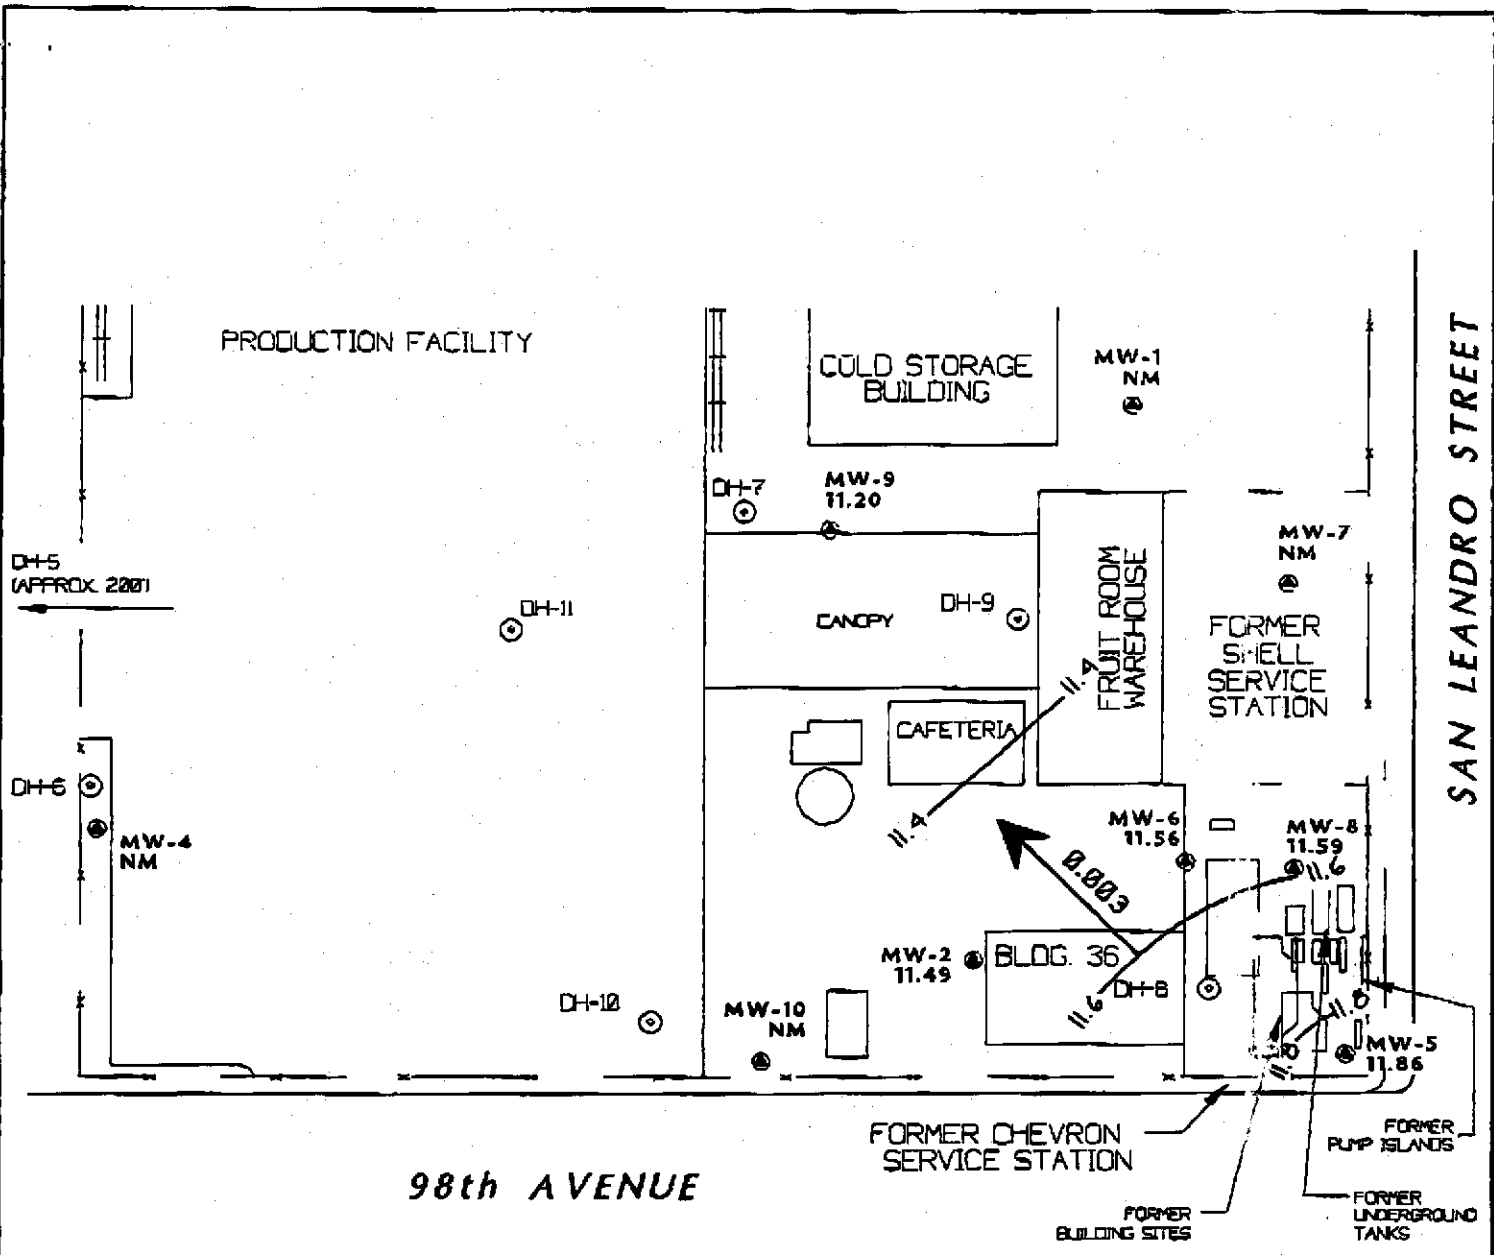 PRODUCTION FACILITY
COLD STORAGE
BUILDING
MW-1
NM
SAN LEANDRO STREET
DH-7
MW-9
11.20
MW-7
NM
DH-5
(APPROX. 200')
DH-11
CANOPY
DH-9
FRUIT ROOM
WAREHOUSE
FORMER
SHELL
SERVICE
STATION
11.4
CAFETERIA
DH-6
MW-4
NM
11.4
MW-6
11.56
MW-8
11.59
11.6
0.003
MW-2
11.49
BLDG. 36
DH-8
11.6
DH-10
MW-10
NM
11.8
11.8
MW-5
11.86
FORMER CHEVRON
SERVICE STATION
FORMER
PUMP ISLANDS
98th AVENUE
FORMER
BUILDING SITES
FORMER
UNDERGROUND
TANKS